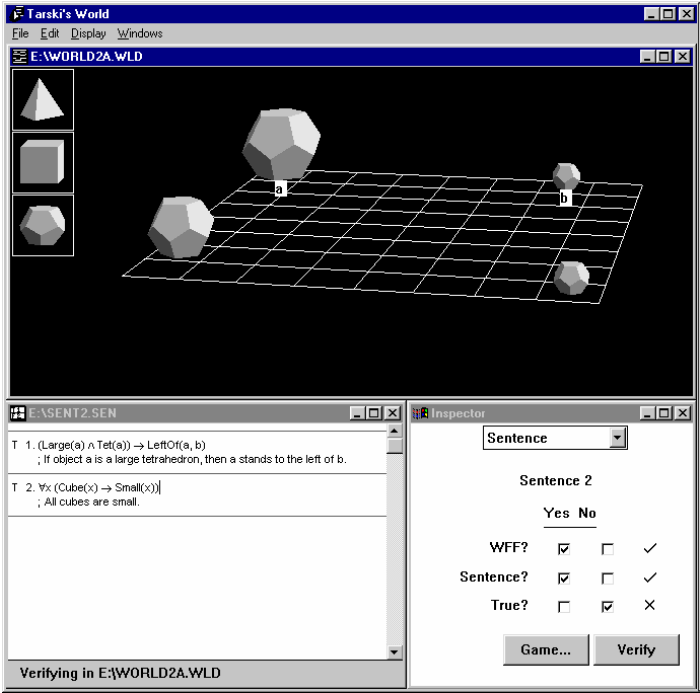 Tarski's World
File Edit Display Windows
E:\WORLD2A.WLD
a
b
E:\SENT2.SEN
T 1. (Large(a) ∧ Tet(a)) → LeftOf(a, b)
; If object a is a large tetrahedron, then a stands to the left of b.
T 2. ∀x (Cube(x) → Small(x))
; All cubes are small.
Verifying in E:\WORLD2A.WLD
Inspector
Sentence
Sentence 2
Yes No
WFF?
Sentence?
True?
Game... Verify